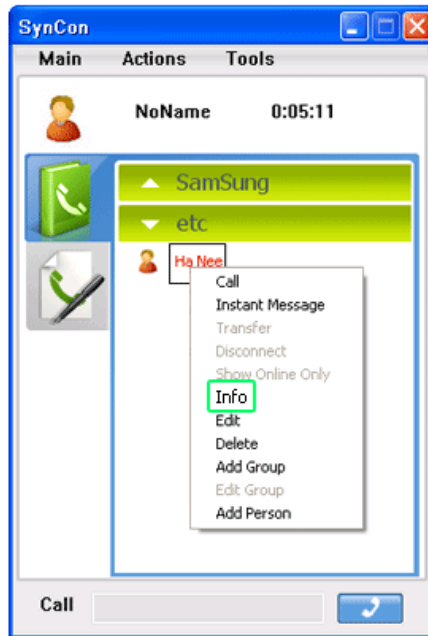 SynCon
Main Actions Tools
NoName 0:05:11
SamSung
etc
Ha Nee
Call
Instant Message
Transfer
Disconnect
Show Online Only
Info
Edit
Delete
Add Group
Edit Group
Add Person
Call